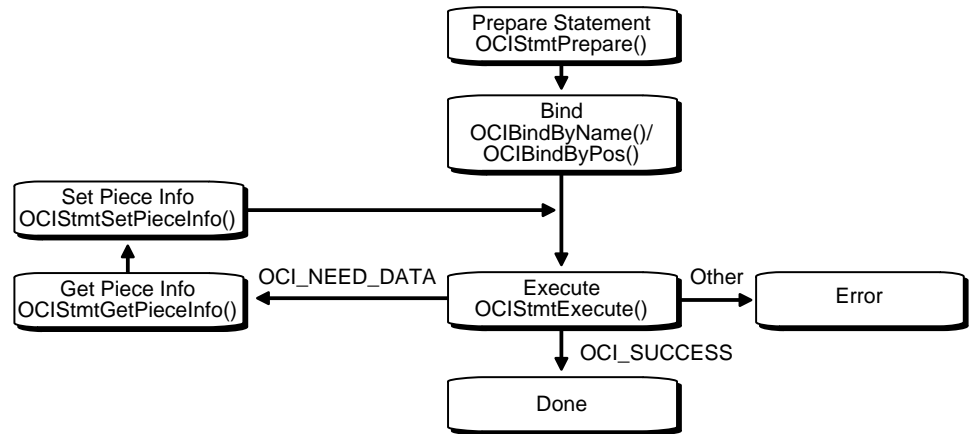 Prepare Statement
OCIStmtPrepare()
Bind
OCIBindByName()/
OCIBindByPos()
Set Piece Info
OCIStmtSetPieceInfo()
Get Piece Info
OCIStmtGetPieceInfo()
OCI_NEED_DATA
Execute
OCIStmtExecute()
Other
Error
OCI_SUCCESS
Done